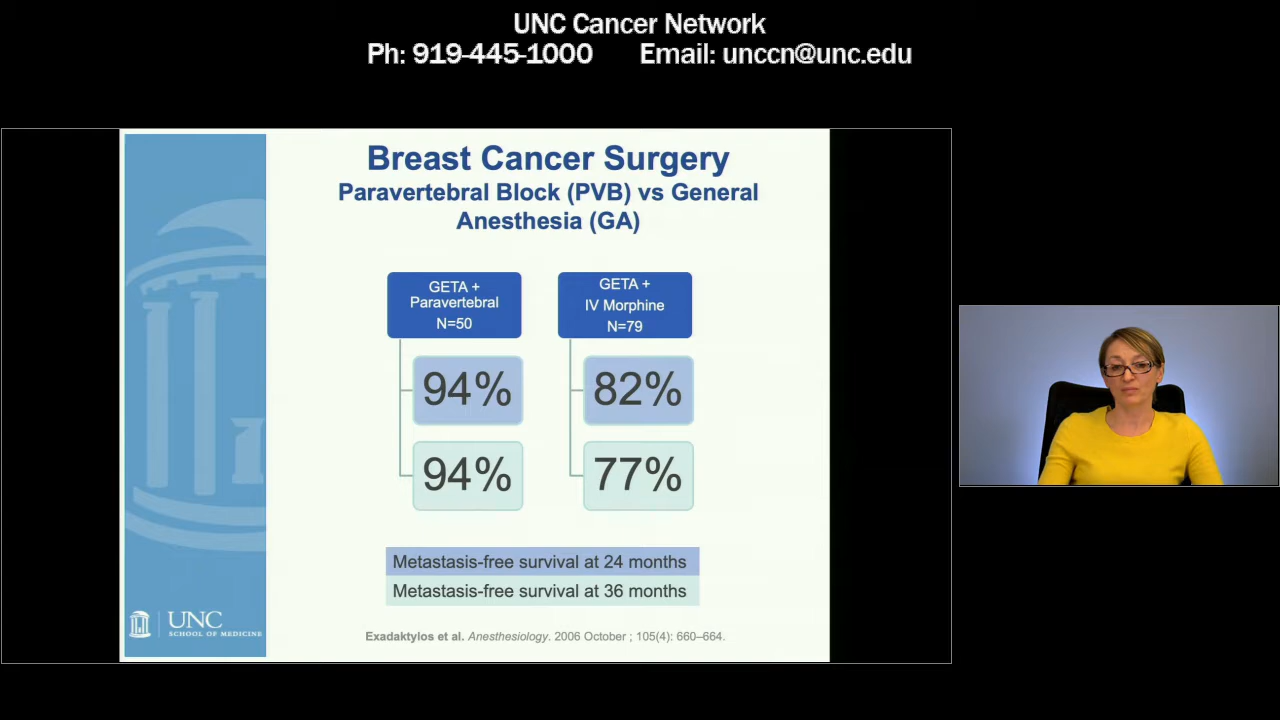 UNC Cancer Network
Ph: 919-445-1000 Email: unccn@unc.edu
Breast Cancer Surgery
Paravertebral Block (PVB) vs General
Anesthesia (GA)
GETA +
Paravertebral
N=50
94%
94%
GETA +
IV Morphine
N=79
82%
77%
Metastasis-free survival at 24 months
Metastasis-free survival at 36 months
Exadaktylos et al. Anesthesiology. 2006 October ; 105(4): 660–664.
UNC
SCHOOL OF MEDICINE